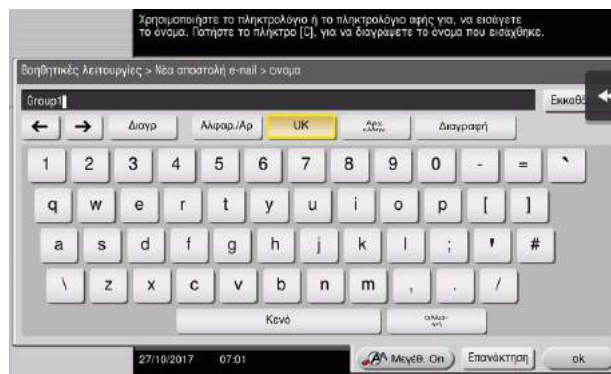 Χρησιμοποιήστε το πληκτρολόγιο ή το πληκτρολόγιο αφής για, να εισάγετε
το όνομα. Πατήστε το πλήκτρο [C], για να διαγράψετε το όνομα που εισάχθηκε.
Βοηθητικές λειτουργίες > Νέα αποστολή e-mail > ονομα
Group1
Εκκαθά
← → Διαγρ Αλφαρ./Αρ UK Διαγραφή
1 2 3 4 5 6 7 8 9 0 - = `
q w e r t y u i o p [ ]
a s d f g h j k l ; ' #
\ z x c v b n m , . /
Κενό
27/10/2017 07:01 Μεγέθ. On Επανάκτηση ok